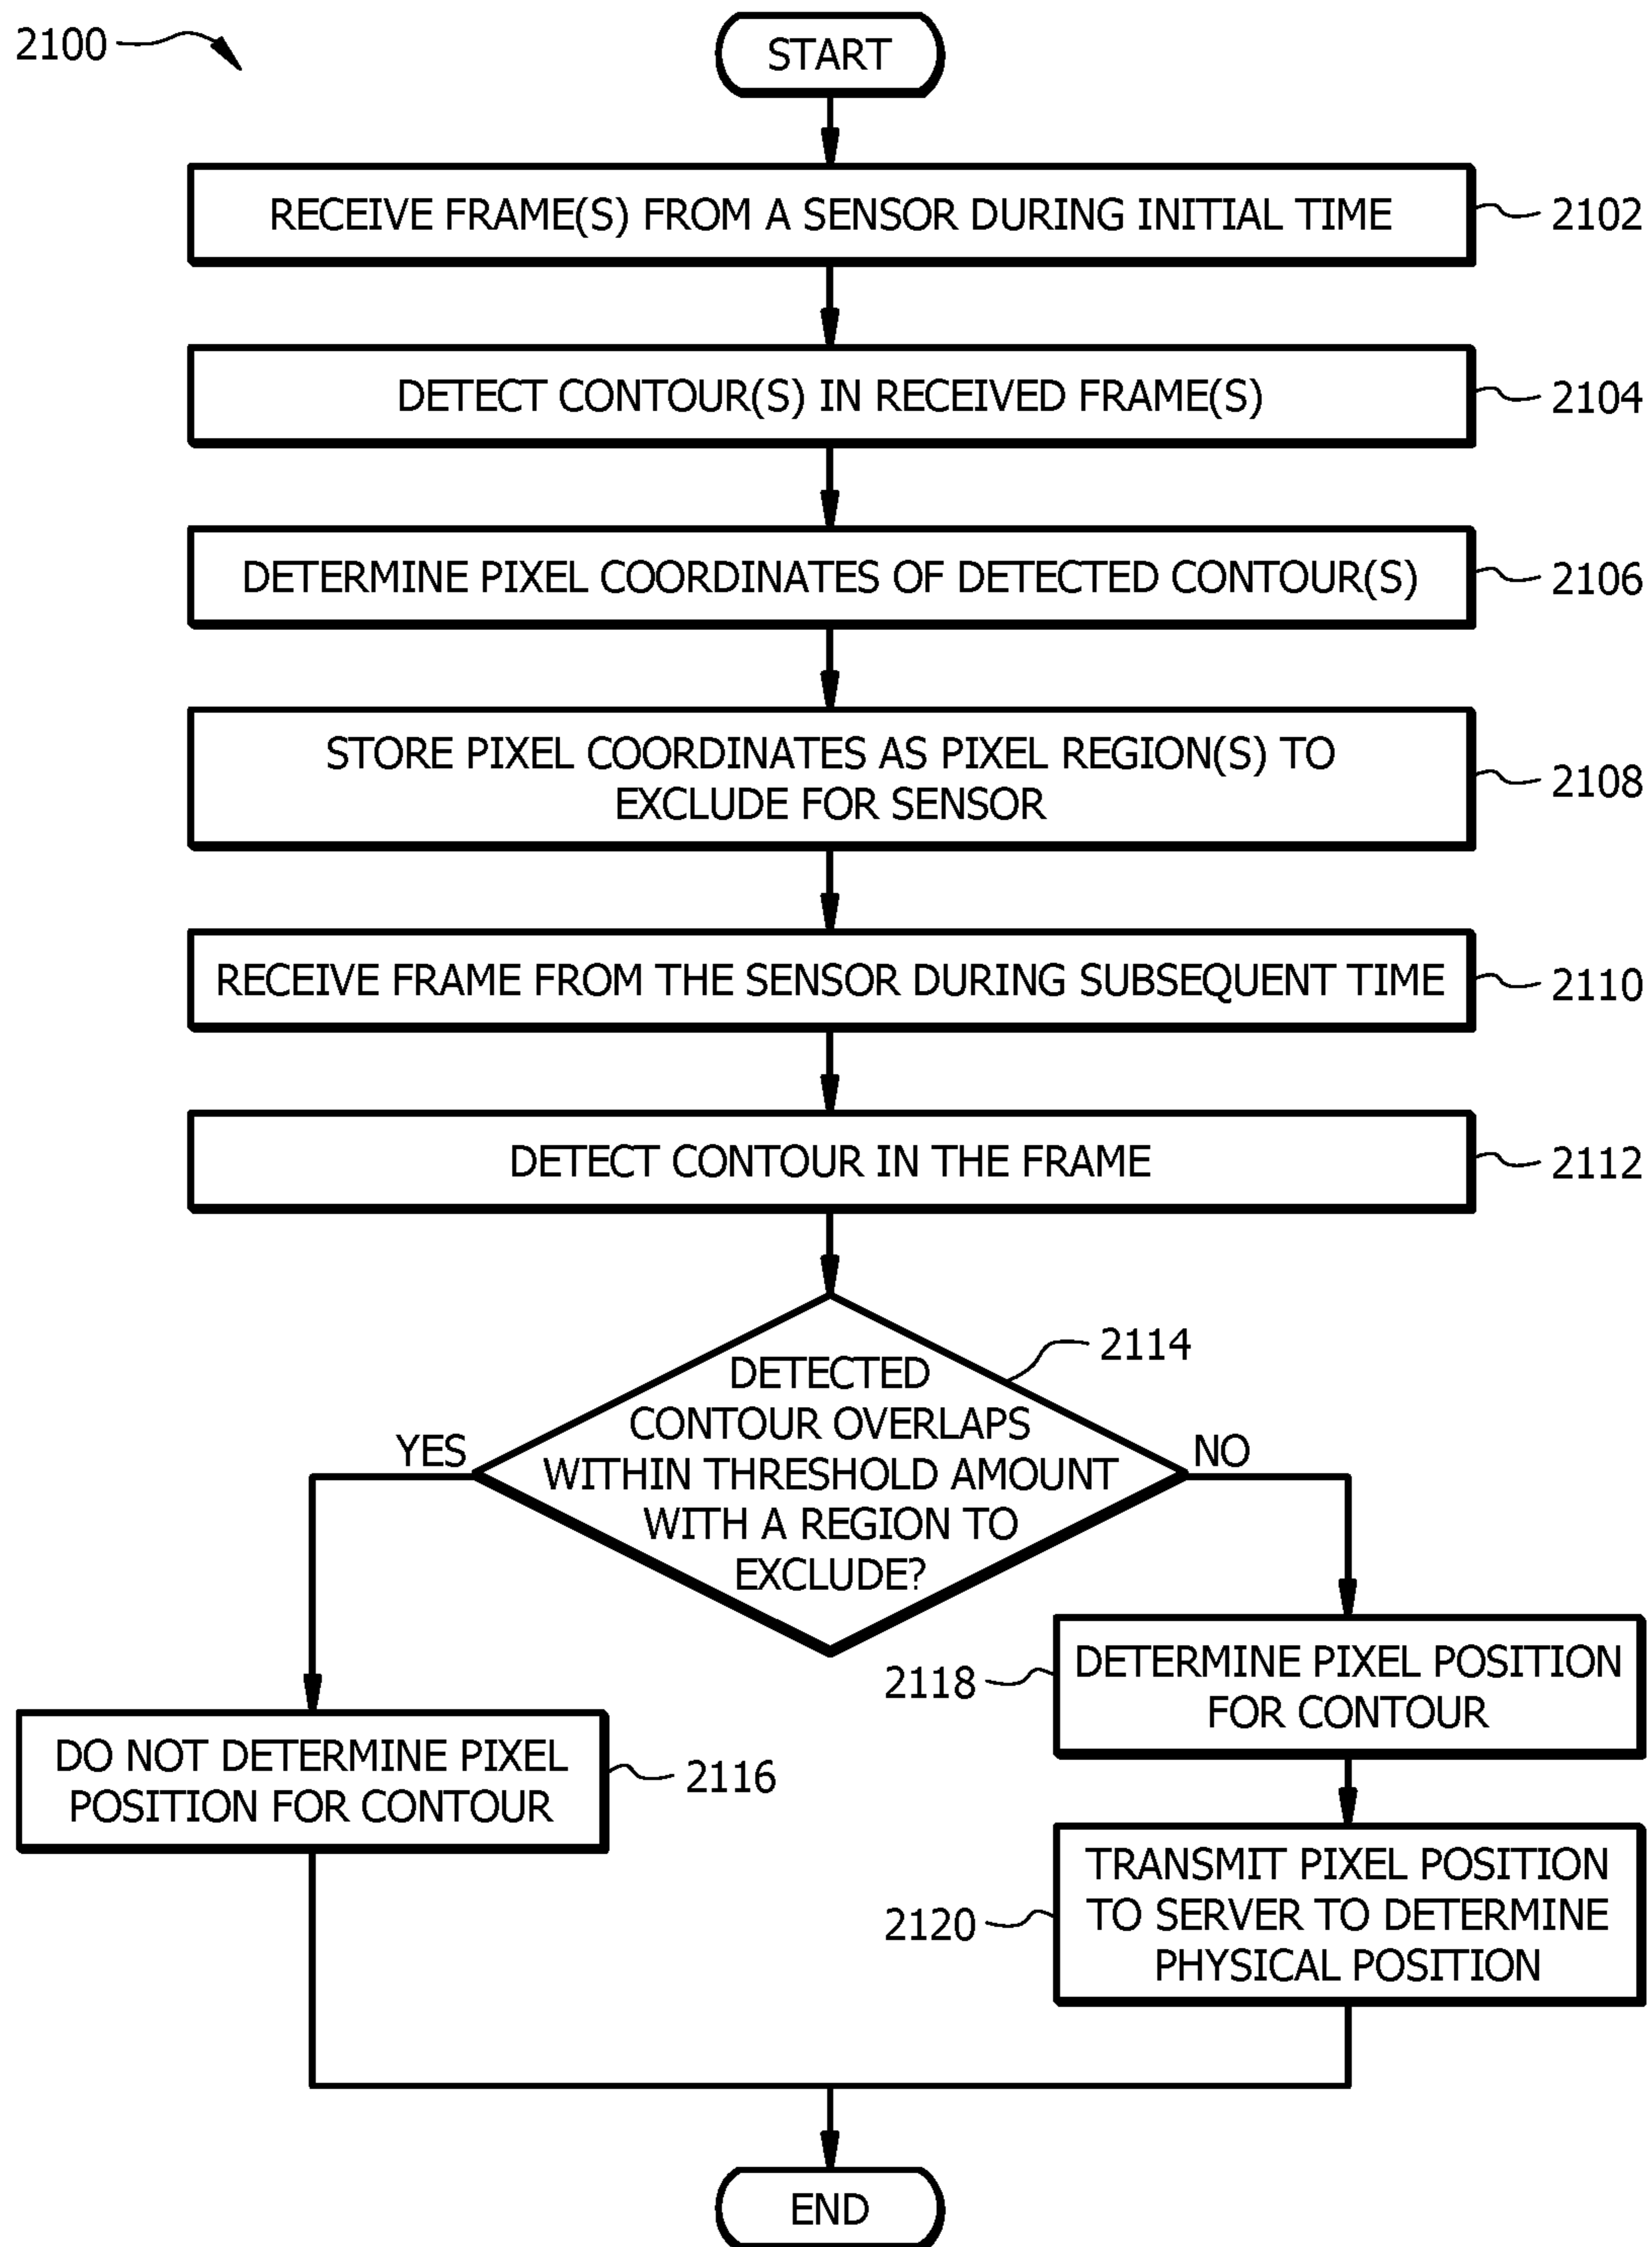 2100
START
RECEIVE FRAME(S) FROM A SENSOR DURING INITIAL TIME
2102
DETECT CONTOUR(S) IN RECEIVED FRAME(S)
2104
DETERMINE PIXEL COORDINATES OF DETECTED CONTOUR(S)
2106
STORE PIXEL COORDINATES AS PIXEL REGION(S) TO
EXCLUDE FOR SENSOR
2108
RECEIVE FRAME FROM THE SENSOR DURING SUBSEQUENT TIME
2110
DETECT CONTOUR IN THE FRAME
2112
DETECTED
CONTOUR OVERLAPS
WITHIN THRESHOLD AMOUNT
WITH A REGION TO
EXCLUDE?
2114
YES
NO
DO NOT DETERMINE PIXEL
POSITION FOR CONTOUR
2116
2118
DETERMINE PIXEL POSITION
FOR CONTOUR
2120
TRANSMIT PIXEL POSITION
TO SERVER TO DETERMINE
PHYSICAL POSITION
END